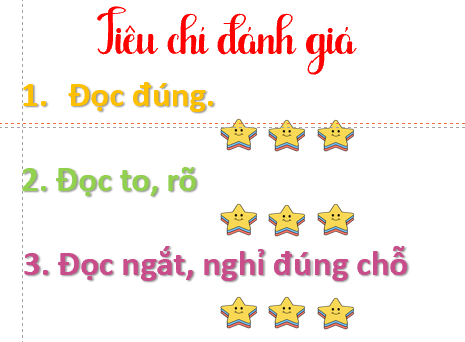 Tiêu chí đánh giá
1. Đọc đúng.
2. Đọc to, rõ
3. Đọc ngắt, nghỉ đúng chỗ